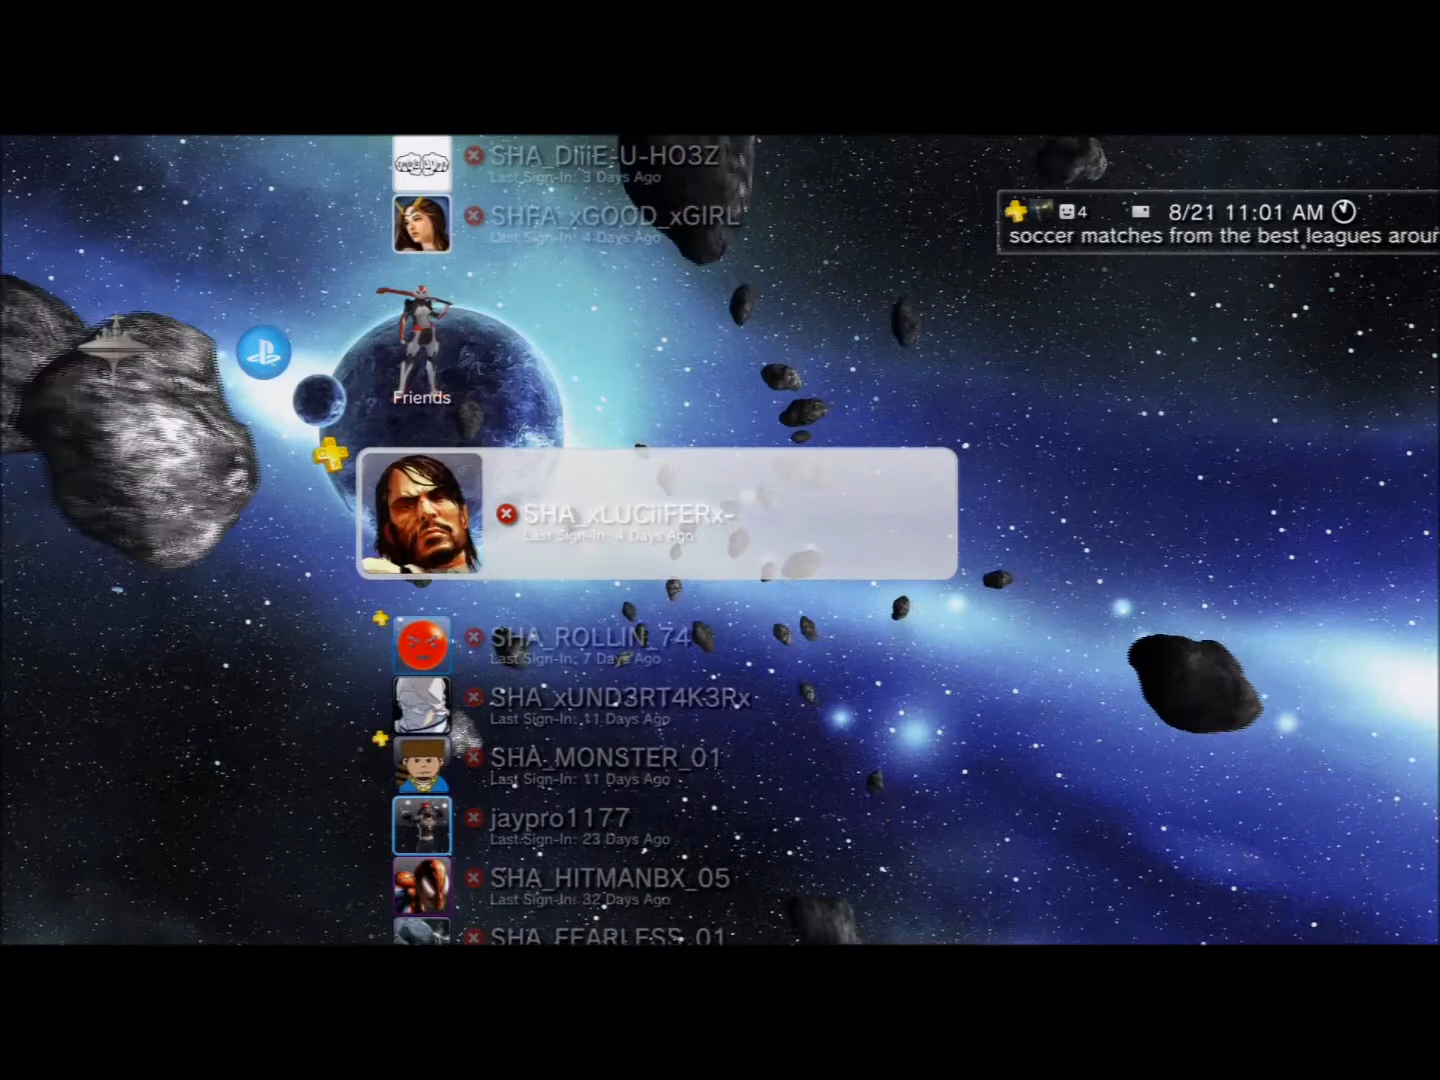 SHA_DIiiE-U-HO3Z
Last Sign-In: 3 Days Ago
SHFA_xGOOD_xGIRL
Last Sign-In: 4 Days Ago
4
8/21 11:01 AM
soccer matches from the best leagues arour
Friends
SHA_xLUCiiFERx-
Last Sign-In: 4 Days Ago
SHA_ROLLIN_74
Last Sign-In: 7 Days Ago
SHA_xUND3RT4K3Rx
Last Sign-In: 11 Days Ago
SHA_MONSTER_01
Last Sign-In: 11 Days Ago
jaypro1177
Last Sign-In: 23 Days Ago
SHA_HITMANBX_05
Last Sign-In: 32 Days Ago
SHA_FEARLESS_01